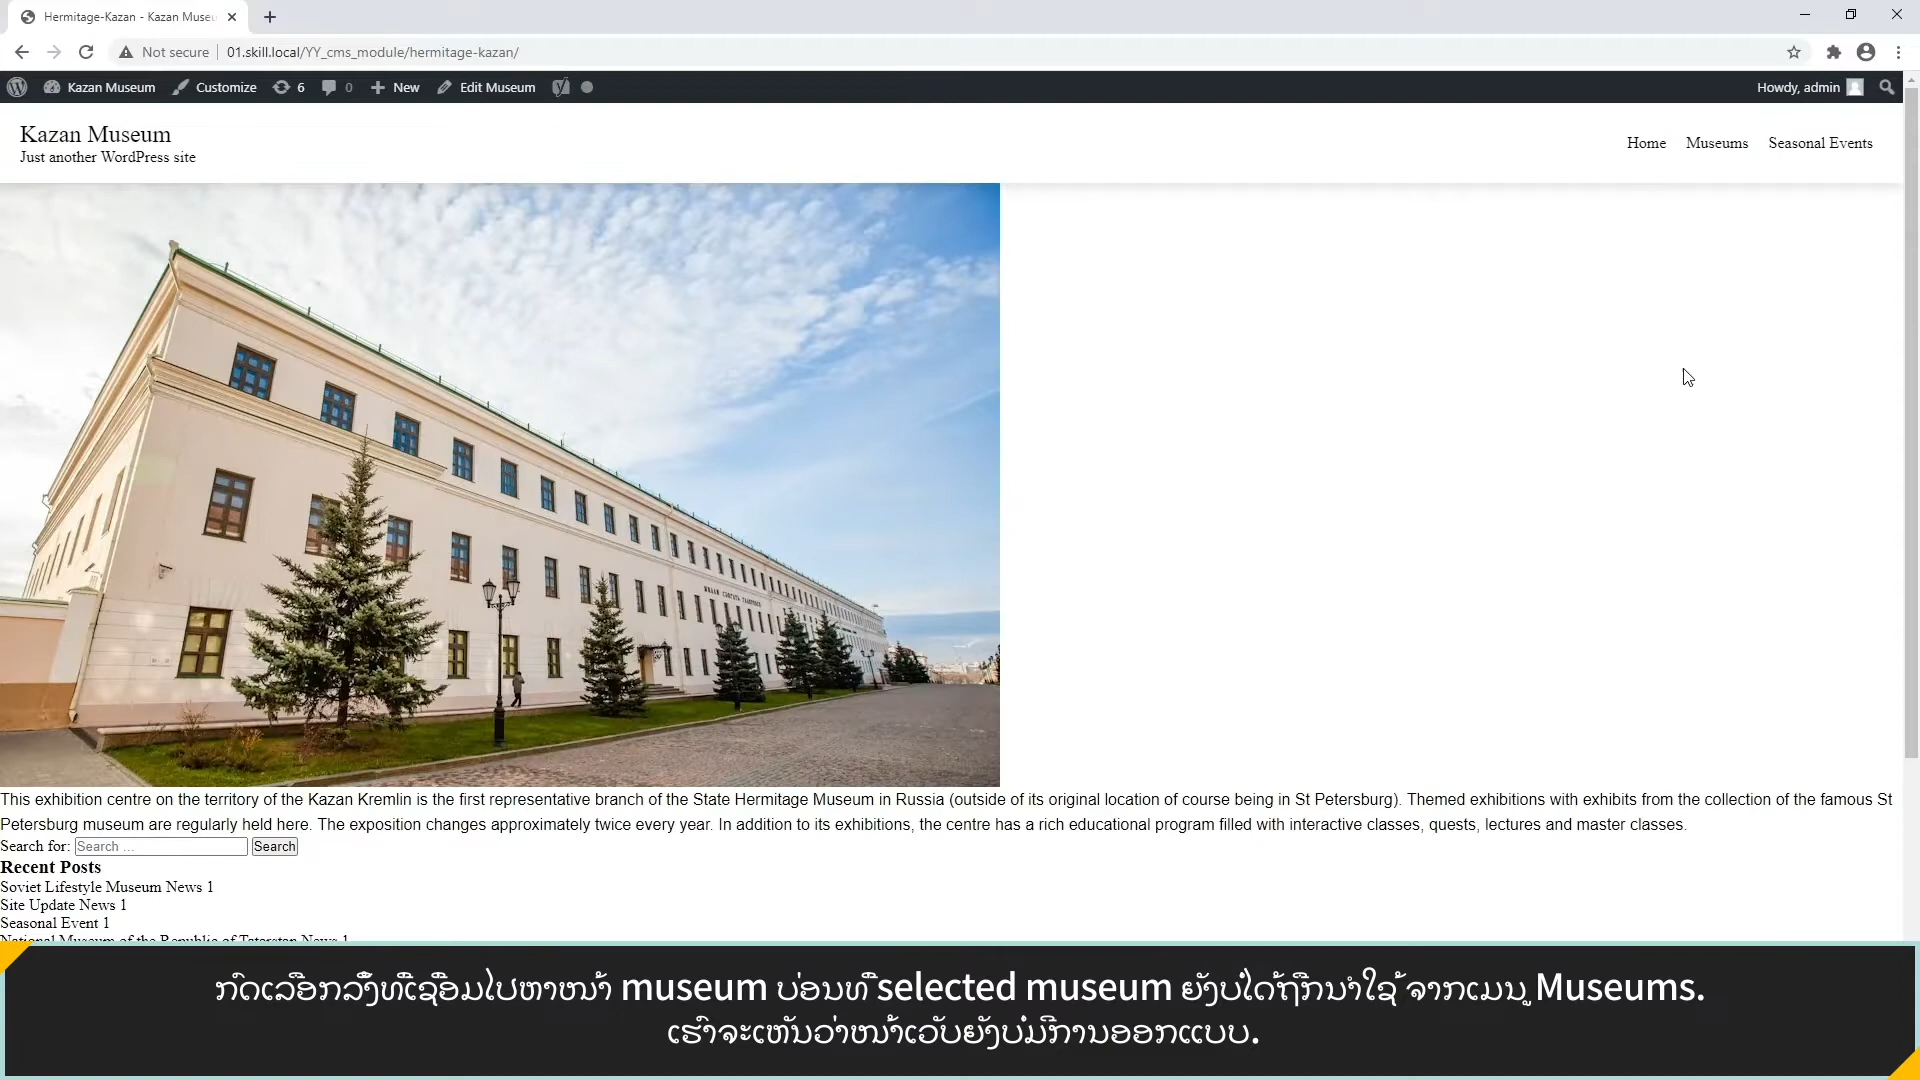 Hermitage-Kazan - Kazan Museu
Not secure
01.skill.local/YY_cms_module/hermitage-kazan/
Kazan Museum
Customize
6
0
New
Edit Museum
Howdy, admin
Kazan Museum
Just another WordPress site
Home
Museums
Seasonal Events
This exhibition centre on the territory of the Kazan Kremlin is the first representative branch of the State Hermitage Museum in Russia (outside of its original location of course being in St Petersburg). Themed exhibitions with exhibits from the collection of the famous St
Petersburg museum are regularly held here. The exposition changes approximately twice every year. In addition to its exhibitions, the centre has a rich educational program filled with interactive classes, quests, lectures and master classes.
Search for: Search … Search
Recent Posts
Soviet Lifestyle Museum News 1
Site Update News 1
Seasonal Event 1
National Museum of the Republic of Tatarstan News 1
ກົດເລືອກລິ້ງທີ່ເຊື່ອມໄປຫາໜ້າ museum ບ່ອນທີ່ selected museum ຍັງບໍ່ໄດ້ຖືກນຳໃຊ້ ຈາກເມນູ Museums.
ເຮົາຈະເຫັນວ່າໜ້າເວັບຍັງບໍ່ມີການອອກແບບ.